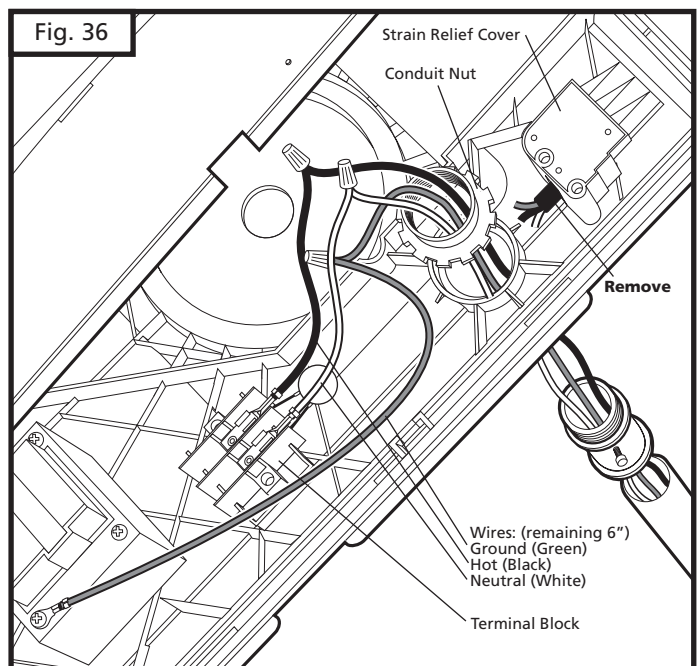 Fig. 36
Strain Relief Cover
Conduit Nut
Remove
Wires: (remaining 6”)
Ground (Green)
Hot (Black)
Neutral (White)
Terminal Block